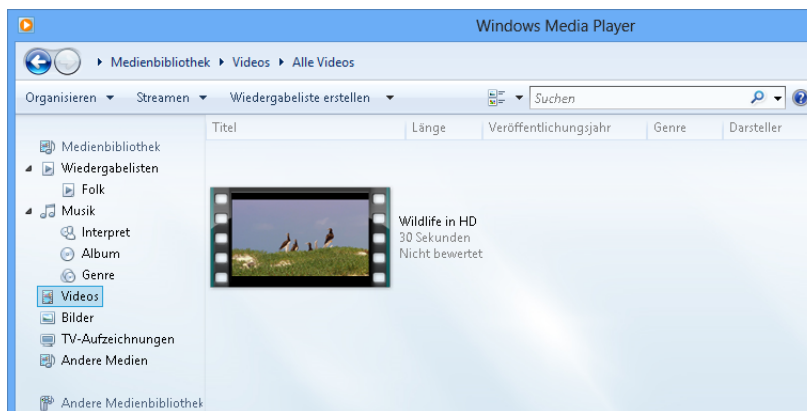 Windows Media Player
Medienbibliothek Videos Alle Videos
Organisieren Streamen Wiedergabeliste erstellen Suchen
Titel Länge Veröffentlichungsjahr Genre Darsteller
Medienbibliothek
Wiedergabelisten
Folk
Musik
Interpret
Album
Genre
Videos
Bilder
TV-Aufzeichnungen
Andere Medien
Andere Medienbibliothek
Wildlife in HD
30 Sekunden
Nicht bewertet